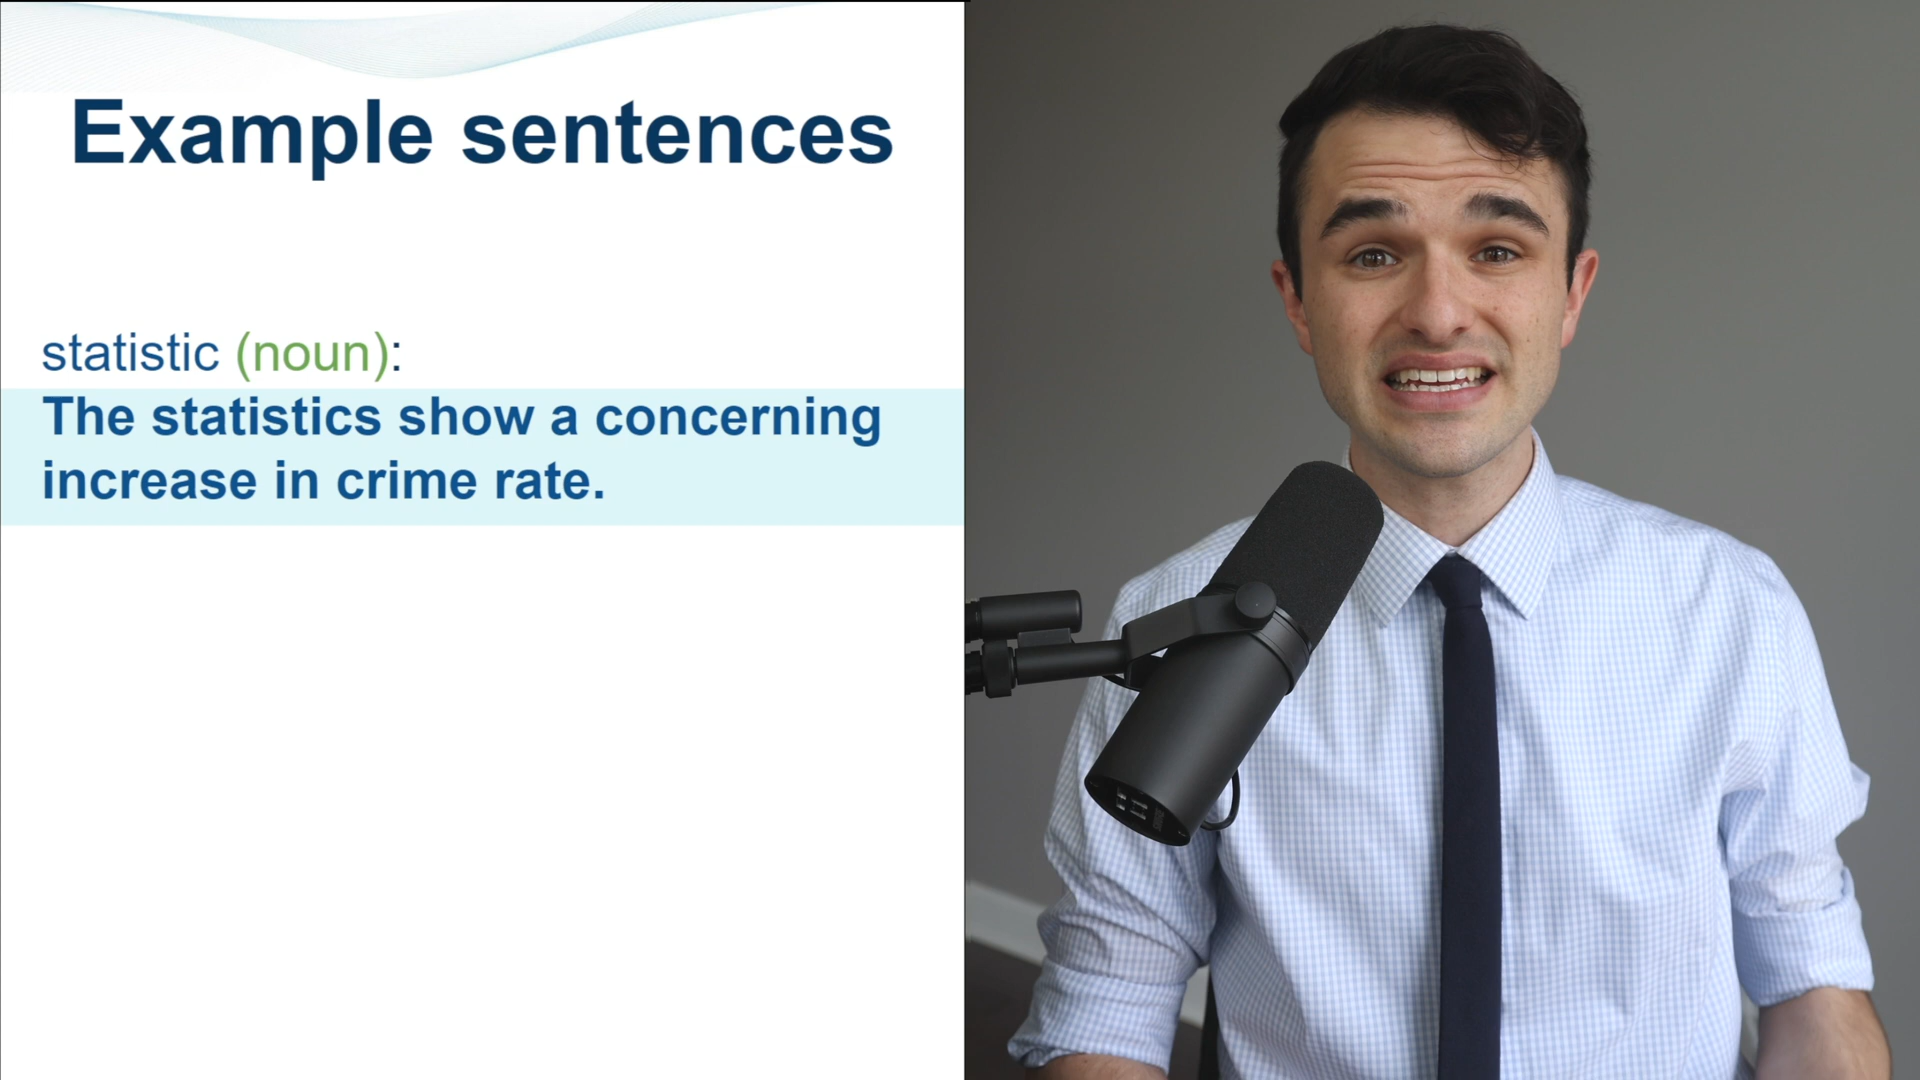 Example sentences
statistic (noun):
The statistics show a concerning
increase in crime rate.